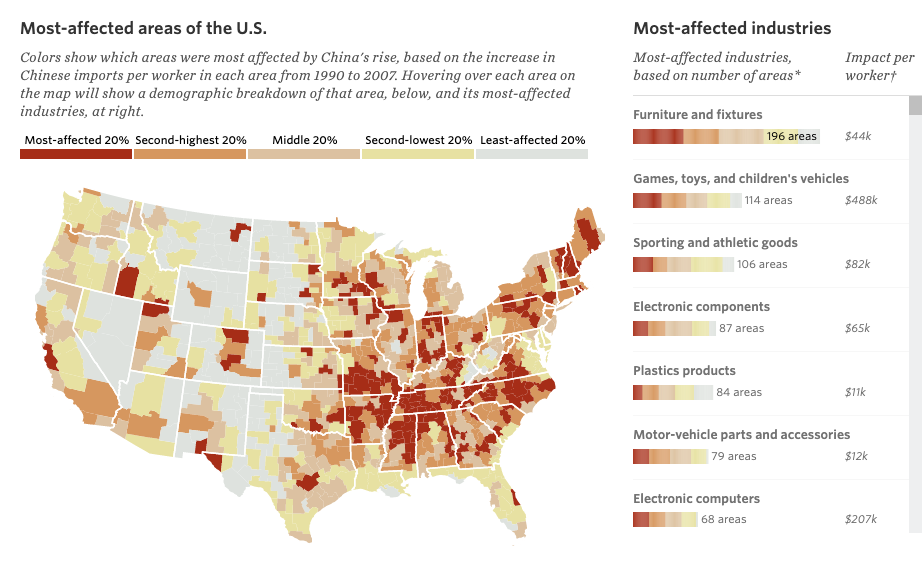 Most-affected areas of the U.S.
Colors show which areas were most affected by China's rise, based on the increase in
Chinese imports per worker in each area from 1990 to 2007. Hovering over each area on
the map will show a demographic breakdown of that area, below, and its most-affected
industries, at right.
Most-affected 20% Second-highest 20% Middle 20% Second-lowest 20% Least-affected 20%
Most-affected industries
Most-affected industries,
based on number of areas*
Impact per
worker†
Furniture and fixtures
196 areas $44k
Games, toys, and children's vehicles
114 areas $488k
Sporting and athletic goods
106 areas $82k
Electronic components
87 areas $65k
Plastics products
84 areas $11k
Motor-vehicle parts and accessories
79 areas $12k
Electronic computers
68 areas $207k